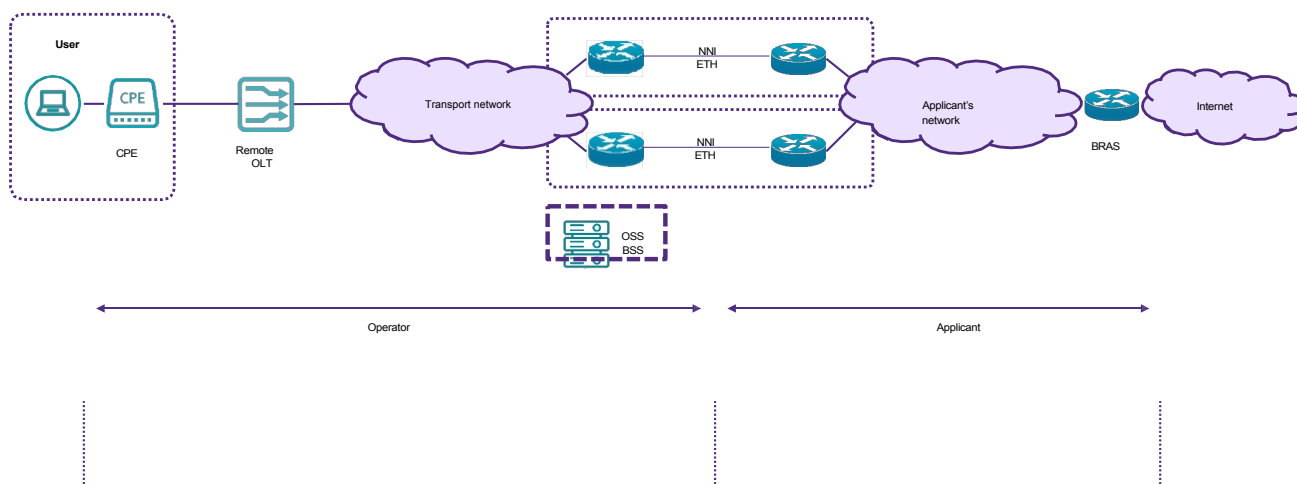 User
CPE
CPE
Remote
OLT
Transport network
NNI
ETH
NNI
ETH
Applicant's
network
BRAS
Internet
OSS
BSS
Operator
Applicant